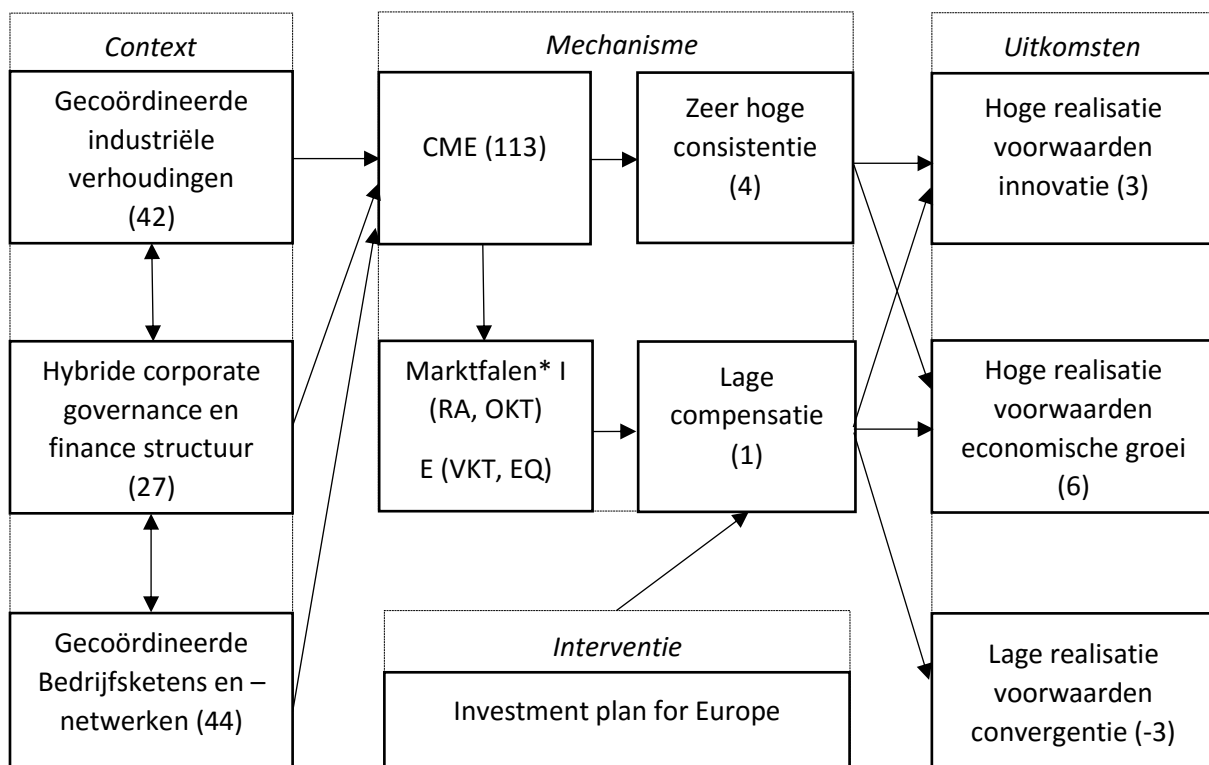 Context
Gecoördineerde
industriële
verhoudingen
(42)
Hybride corporate
governance en
finance structuur
(27)
Gecoördineerde
Bedrijfsketens en –
netwerken (44)
Mechanisme
CME (113)
Zeer hoge
consistentie
(4)
Marktfalen* I
(RA, OKT)
E (VKT, EQ)
Lage
compensatie
(1)
Interventie
Investment plan for Europe
Uitkomsten
Hoge realisatie
voorwaarden
innovatie (3)
Hoge realisatie
voorwaarden
economische groei
(6)
Lage realisatie
voorwaarden
convergentie (-3)